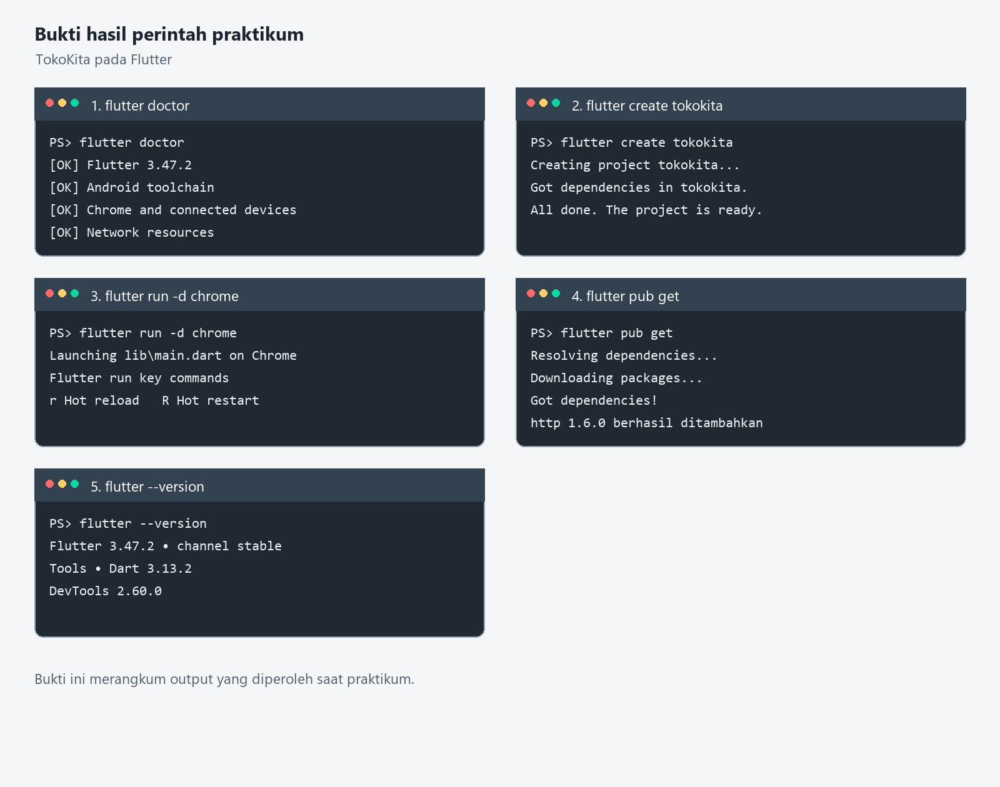 Bukti hasil perintah praktikum
TokoKita pada Flutter
1. flutter doctor
PS> flutter doctor
[OK] Flutter 3.47.2
[OK] Android toolchain
[OK] Chrome and connected devices
[OK] Network resources
2. flutter create tokokita
PS> flutter create tokokita
Creating project tokokita...
Got dependencies in tokokita.
All done. The project is ready.
3. flutter run -d chrome
PS> flutter run -d chrome
Launching lib\main.dart on Chrome
Flutter run key commands
r Hot reload   R Hot restart
4. flutter pub get
PS> flutter pub get
Resolving dependencies...
Downloading packages...
Got dependencies!
http 1.6.0 berhasil ditambahkan
5. flutter --version
PS> flutter --version
Flutter 3.47.2 • channel stable
Tools • Dart 3.13.2
DevTools 2.60.0
Bukti ini merangkum output yang diperoleh saat praktikum.